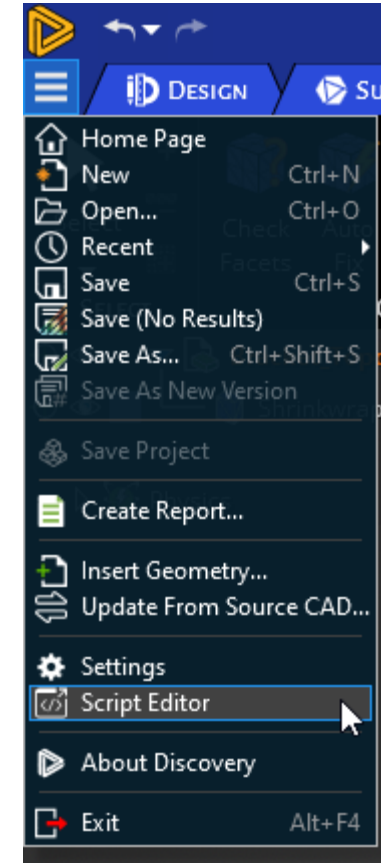 DESIGN
Home Page
New Ctrl+N
Open... Ctrl+O
Recent
Save Ctrl+S
Save (No Results)
Save As... Ctrl+Shift+S
Save As New Version
Save Project
Create Report...
Insert Geometry...
Update From Source CAD...
Settings
Script Editor
About Discovery
Exit Alt+F4